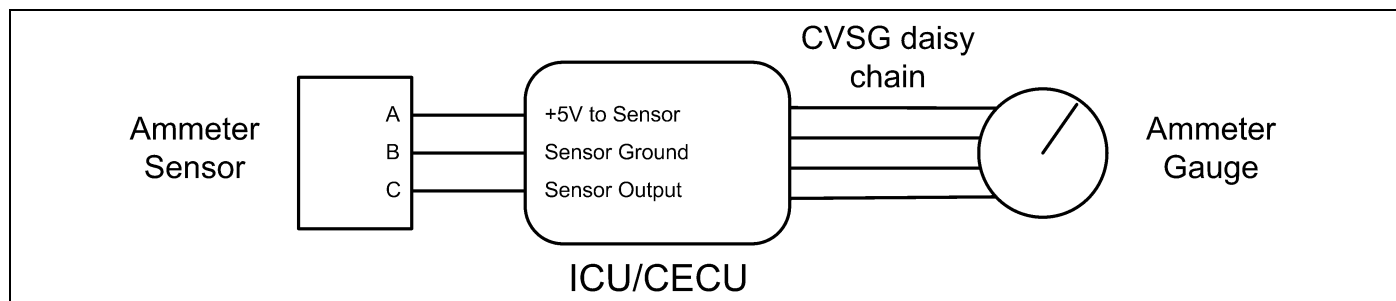 CVSG daisy
chain
Ammeter
Sensor
A
B
C
+5V to Sensor
Sensor Ground
Sensor Output
Ammeter
Gauge
ICU/CECU